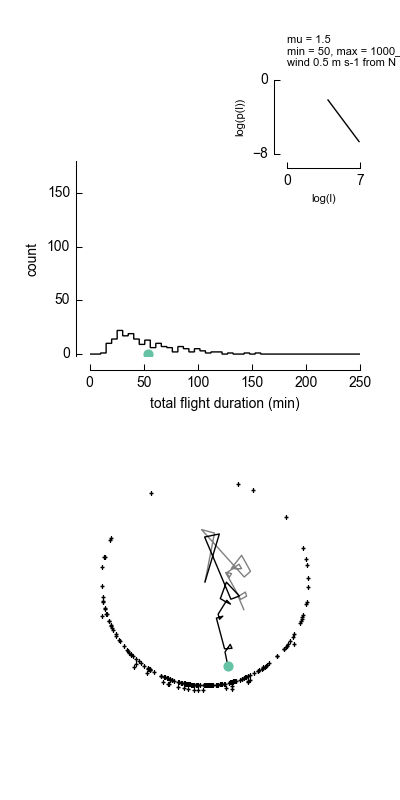 mu = 1.5
min = 50, max = 1000_
wind 0.5 m s-1 from N
0
log(p(l))
−8
0 7
log(l)
150
100
count
50
0
0 50 100 150 200 250
total flight duration (min)